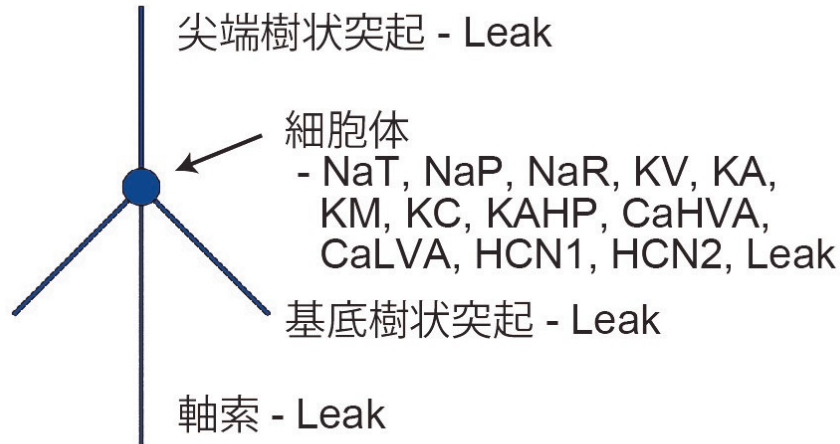 尖端樹状突起 - Leak
細胞体
- NaT, NaP, NaR, KV, KA,
KM, KC, KAHP, CaHVA,
CaLVA, HCN1, HCN2, Leak
基底樹状突起 - Leak
軸索 - Leak